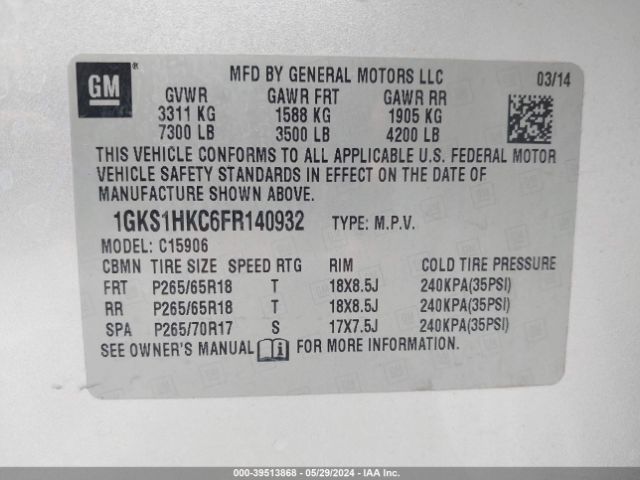 GM ®
MFD BY GENERAL MOTORS LLC 03/14
GVWR GAWR FRT GAWR RR
3311 KG 1588 KG 1905 KG
7300 LB 3500 LB 4200 LB
THIS VEHICLE CONFORMS TO ALL APPLICABLE U.S. FEDERAL MOTOR
VEHICLE SAFETY STANDARDS IN EFFECT ON THE DATE OF
MANUFACTURE SHOWN ABOVE.
1GKS1HKC6FR140932 TYPE: M.P.V.
MODEL: C15906
CBMN TIRE SIZE SPEED RTG RIM COLD TIRE PRESSURE
FRT P265/65R18 T 18X8.5J 240KPA(35PSI)
RR P265/65R18 T 18X8.5J 240KPA(35PSI)
SPA P265/70R17 S 17X7.5J 240KPA(35PSI)
SEE OWNER'S MANUAL FOR MORE INFORMATION.
000-39513868 - 05/29/2024 - IAAI.COM